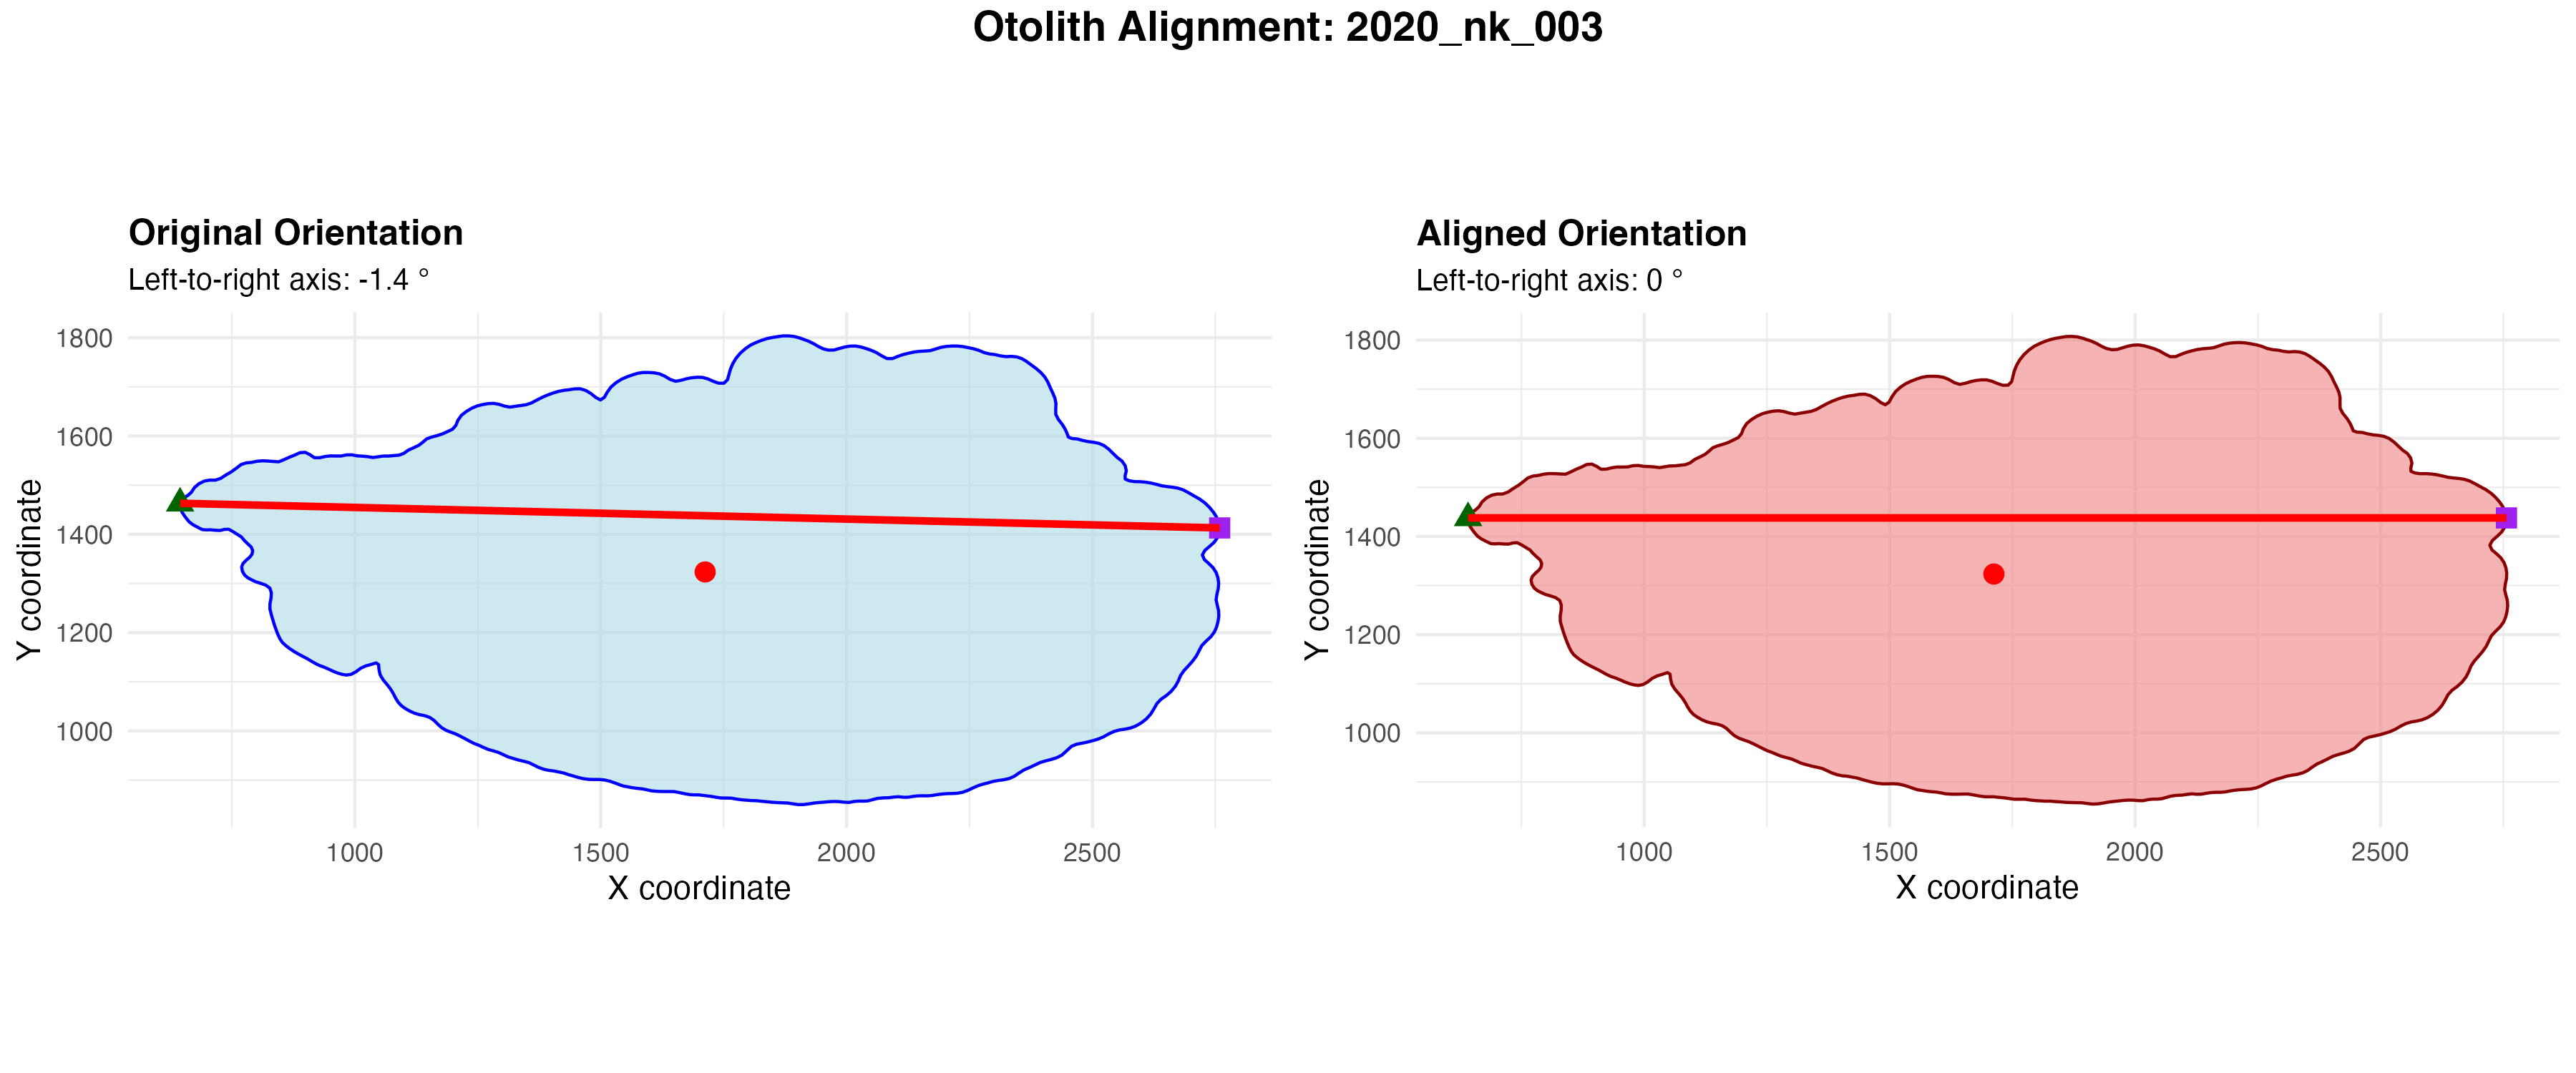 Otolith Alignment: 2020_nk_003
Original Orientation
Left-to-right axis: -1.4 °
1800
1600
1400
1200
1000
Y coordinate
1000 1500 2000 2500
X coordinate
Aligned Orientation
Left-to-right axis: 0 °
1800
1600
1400
1200
1000
Y coordinate
1000 1500 2000 2500
X coordinate